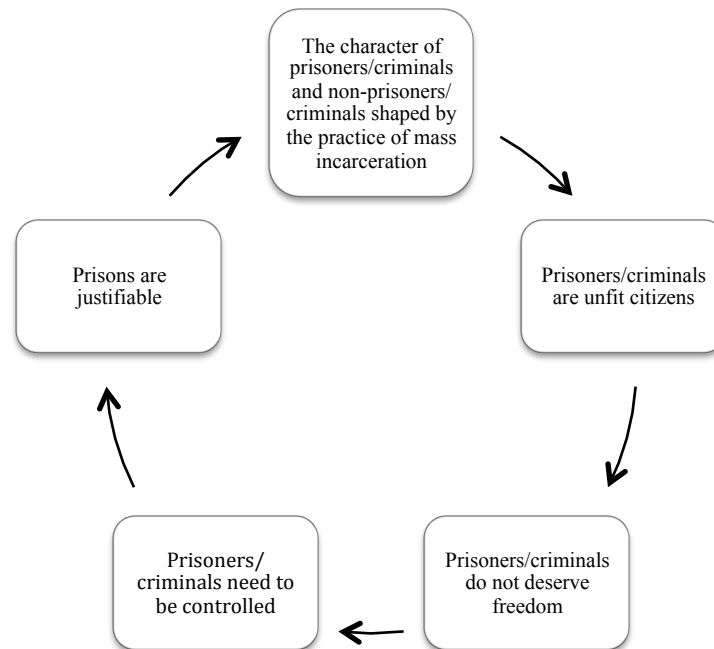 The character of
prisoners/criminals
and non-prisoners/
criminals shaped by
the practice of mass
incarceration
Prisoners/criminals
are unfit citizens
Prisoners/criminals
do not deserve
freedom
Prisoners/
criminals need to
be controlled
Prisons are
justifiable